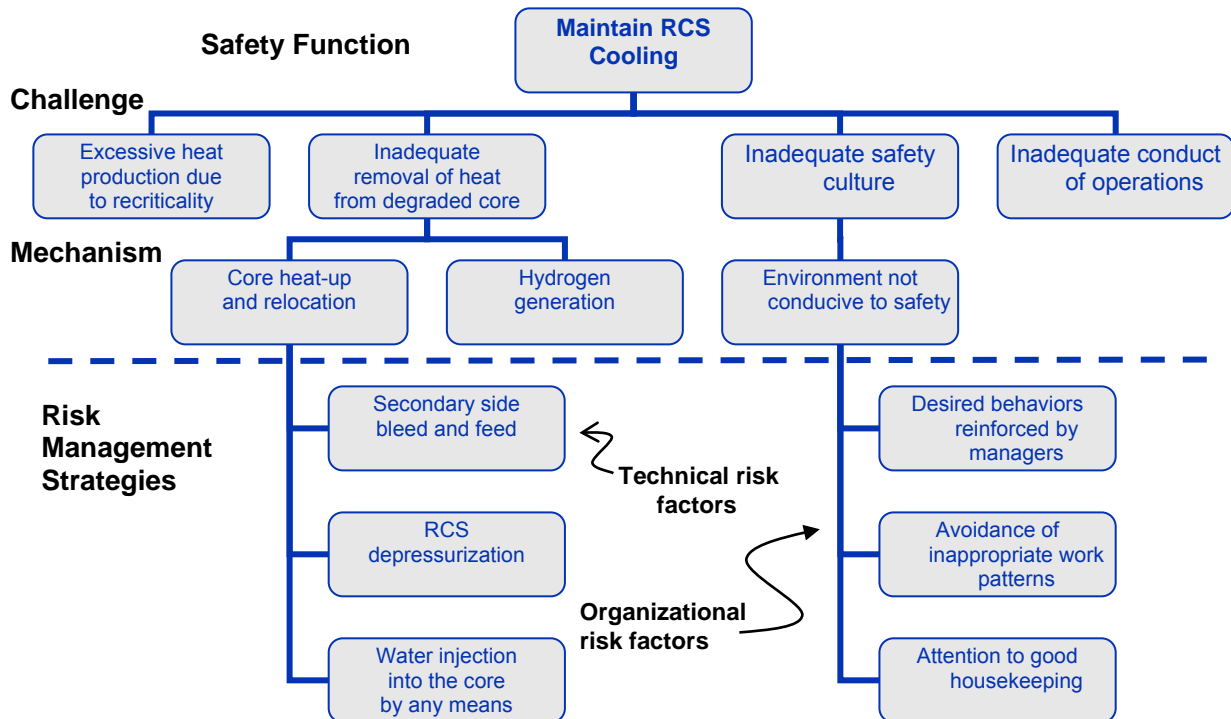 Safety Function
Maintain RCS
Cooling
Challenge
Excessive heat
production due
to recriticality
Inadequate
removal of heat
from degraded core
Inadequate safety
culture
Inadequate conduct
of operations
Mechanism
Core heat-up
and relocation
Hydrogen
generation
Environment not
conducive to safety
Risk
Management
Strategies
Secondary side
bleed and feed
Desired behaviors
reinforced by
managers
Technical risk
factors
RCS
depressurization
Avoidance of
inappropriate work
patterns
Organizational
risk factors
Water injection
into the core
by any means
Attention to good
housekeeping